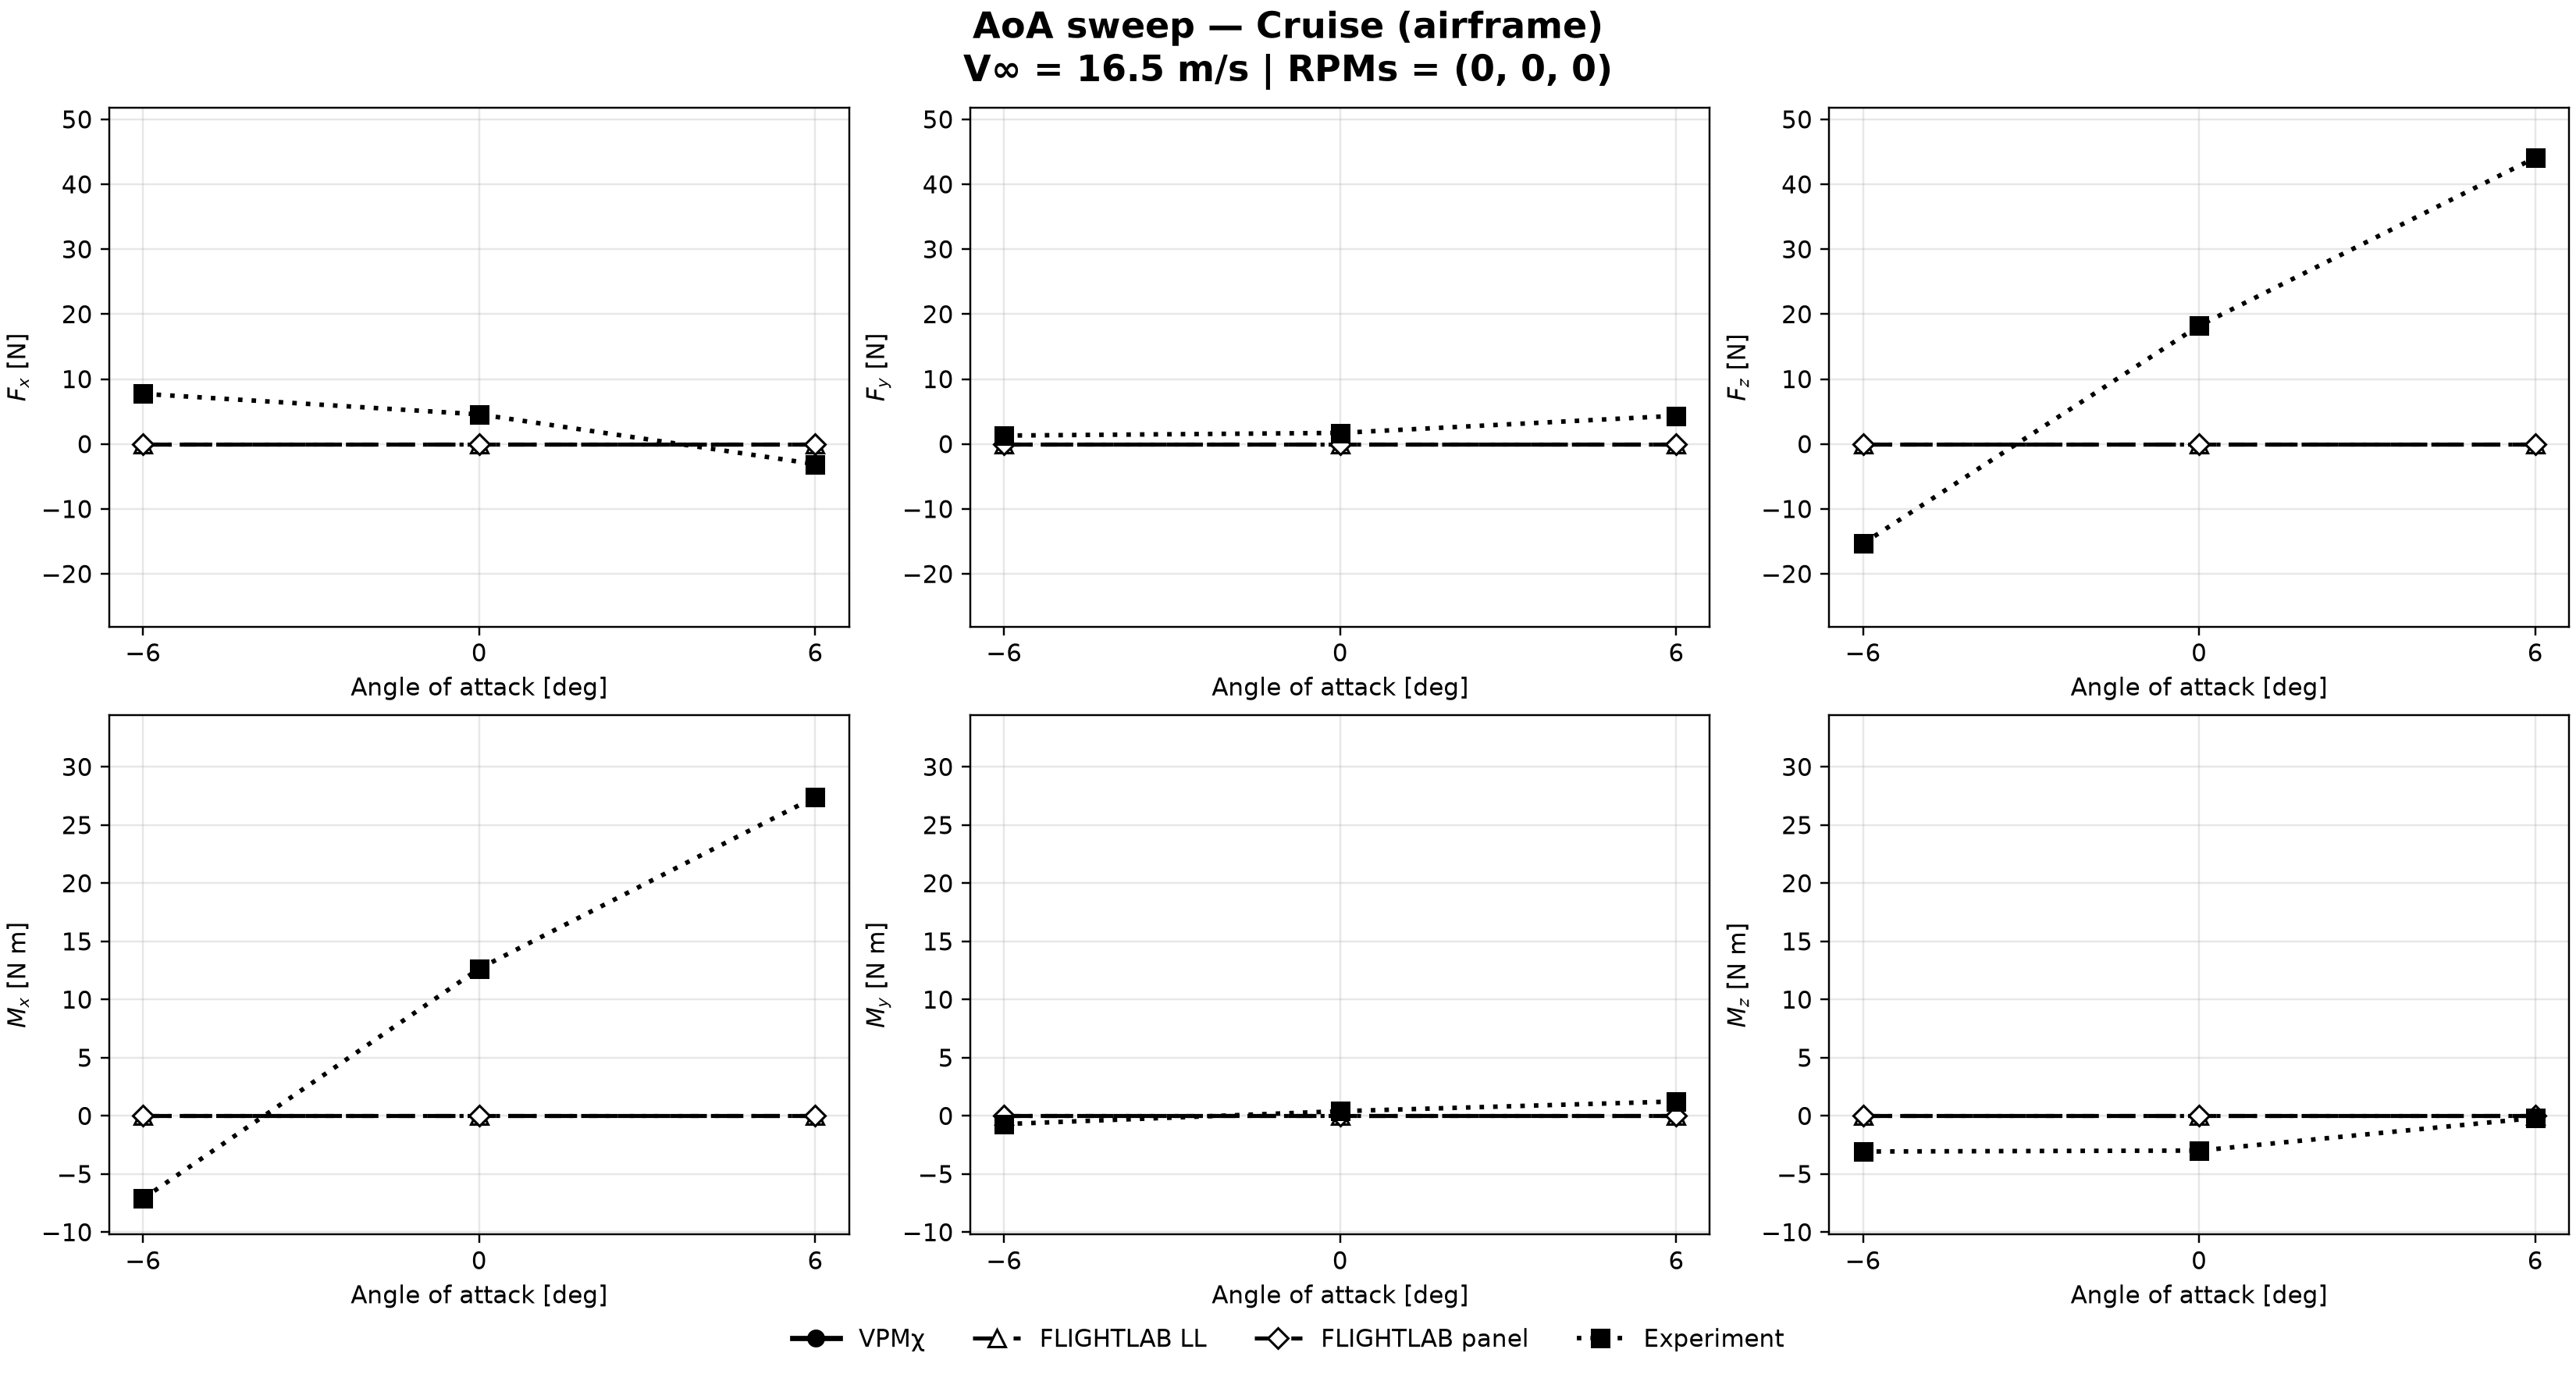 AoA sweep — Cruise (airframe)
V∞ = 16.5 m/s | RPMs = (0, 0, 0)
50
40
30
20
10
0
−10
−20
F_x [N]
−6 0 6
Angle of attack [deg]
50
40
30
20
10
0
−10
−20
F_y [N]
−6 0 6
Angle of attack [deg]
50
40
30
20
10
0
−10
−20
F_z [N]
−6 0 6
Angle of attack [deg]
30
25
20
15
10
5
0
−5
−10
M_x [N m]
−6 0 6
Angle of attack [deg]
30
25
20
15
10
5
0
−5
−10
M_y [N m]
−6 0 6
Angle of attack [deg]
30
25
20
15
10
5
0
−5
−10
M_z [N m]
−6 0 6
Angle of attack [deg]
VPMχ FLIGHTLAB LL FLIGHTLAB panel Experiment